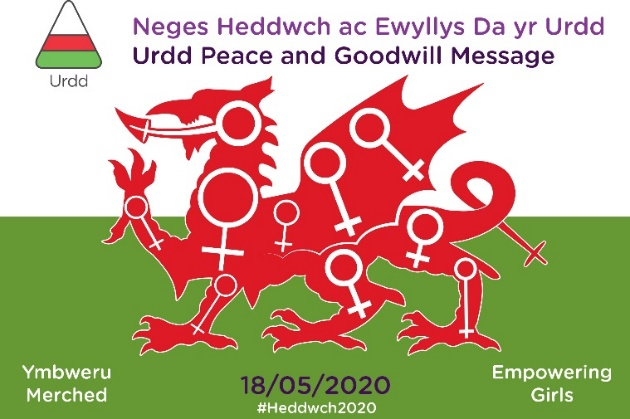 Neges Heddwch ac Ewyllys Da yr Urdd
Urdd Peace and Goodwill Message
Urdd
Ymbweru
Merched
18/05/2020
#Heddwch2020
Empowering
Girls